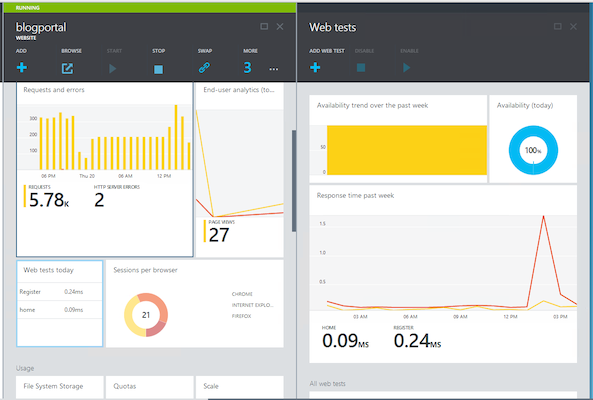 RUNNING
blogportal
WEBSITE
ADD BROWSE START STOP SWAP MORE
3 ...
Requests and errors
300
200
100
06 PM Thu 20 06 AM 12 PM
REQUESTS
5.78K
HTTP SERVER ERRORS
2
End-user analytics (to...
PAGE VIEWS
27
Web tests today
Register 0.24ms
home 0.09ms
Sessions per browser
21
CHROME
INTERNET EXPLO...
FIREFOX
Usage
File System Storage
Quotas
Scale
Web tests
ADD WEB TEST DISABLE ENABLE
Availability trend over the past week
50
0
Availability (today)
100%
Response time past week
1.5
1.0
0.5
03 AM 06 AM 09 AM 12 PM 03 PM
HOME
0.09MS
REGISTER
0.24MS
All web tests